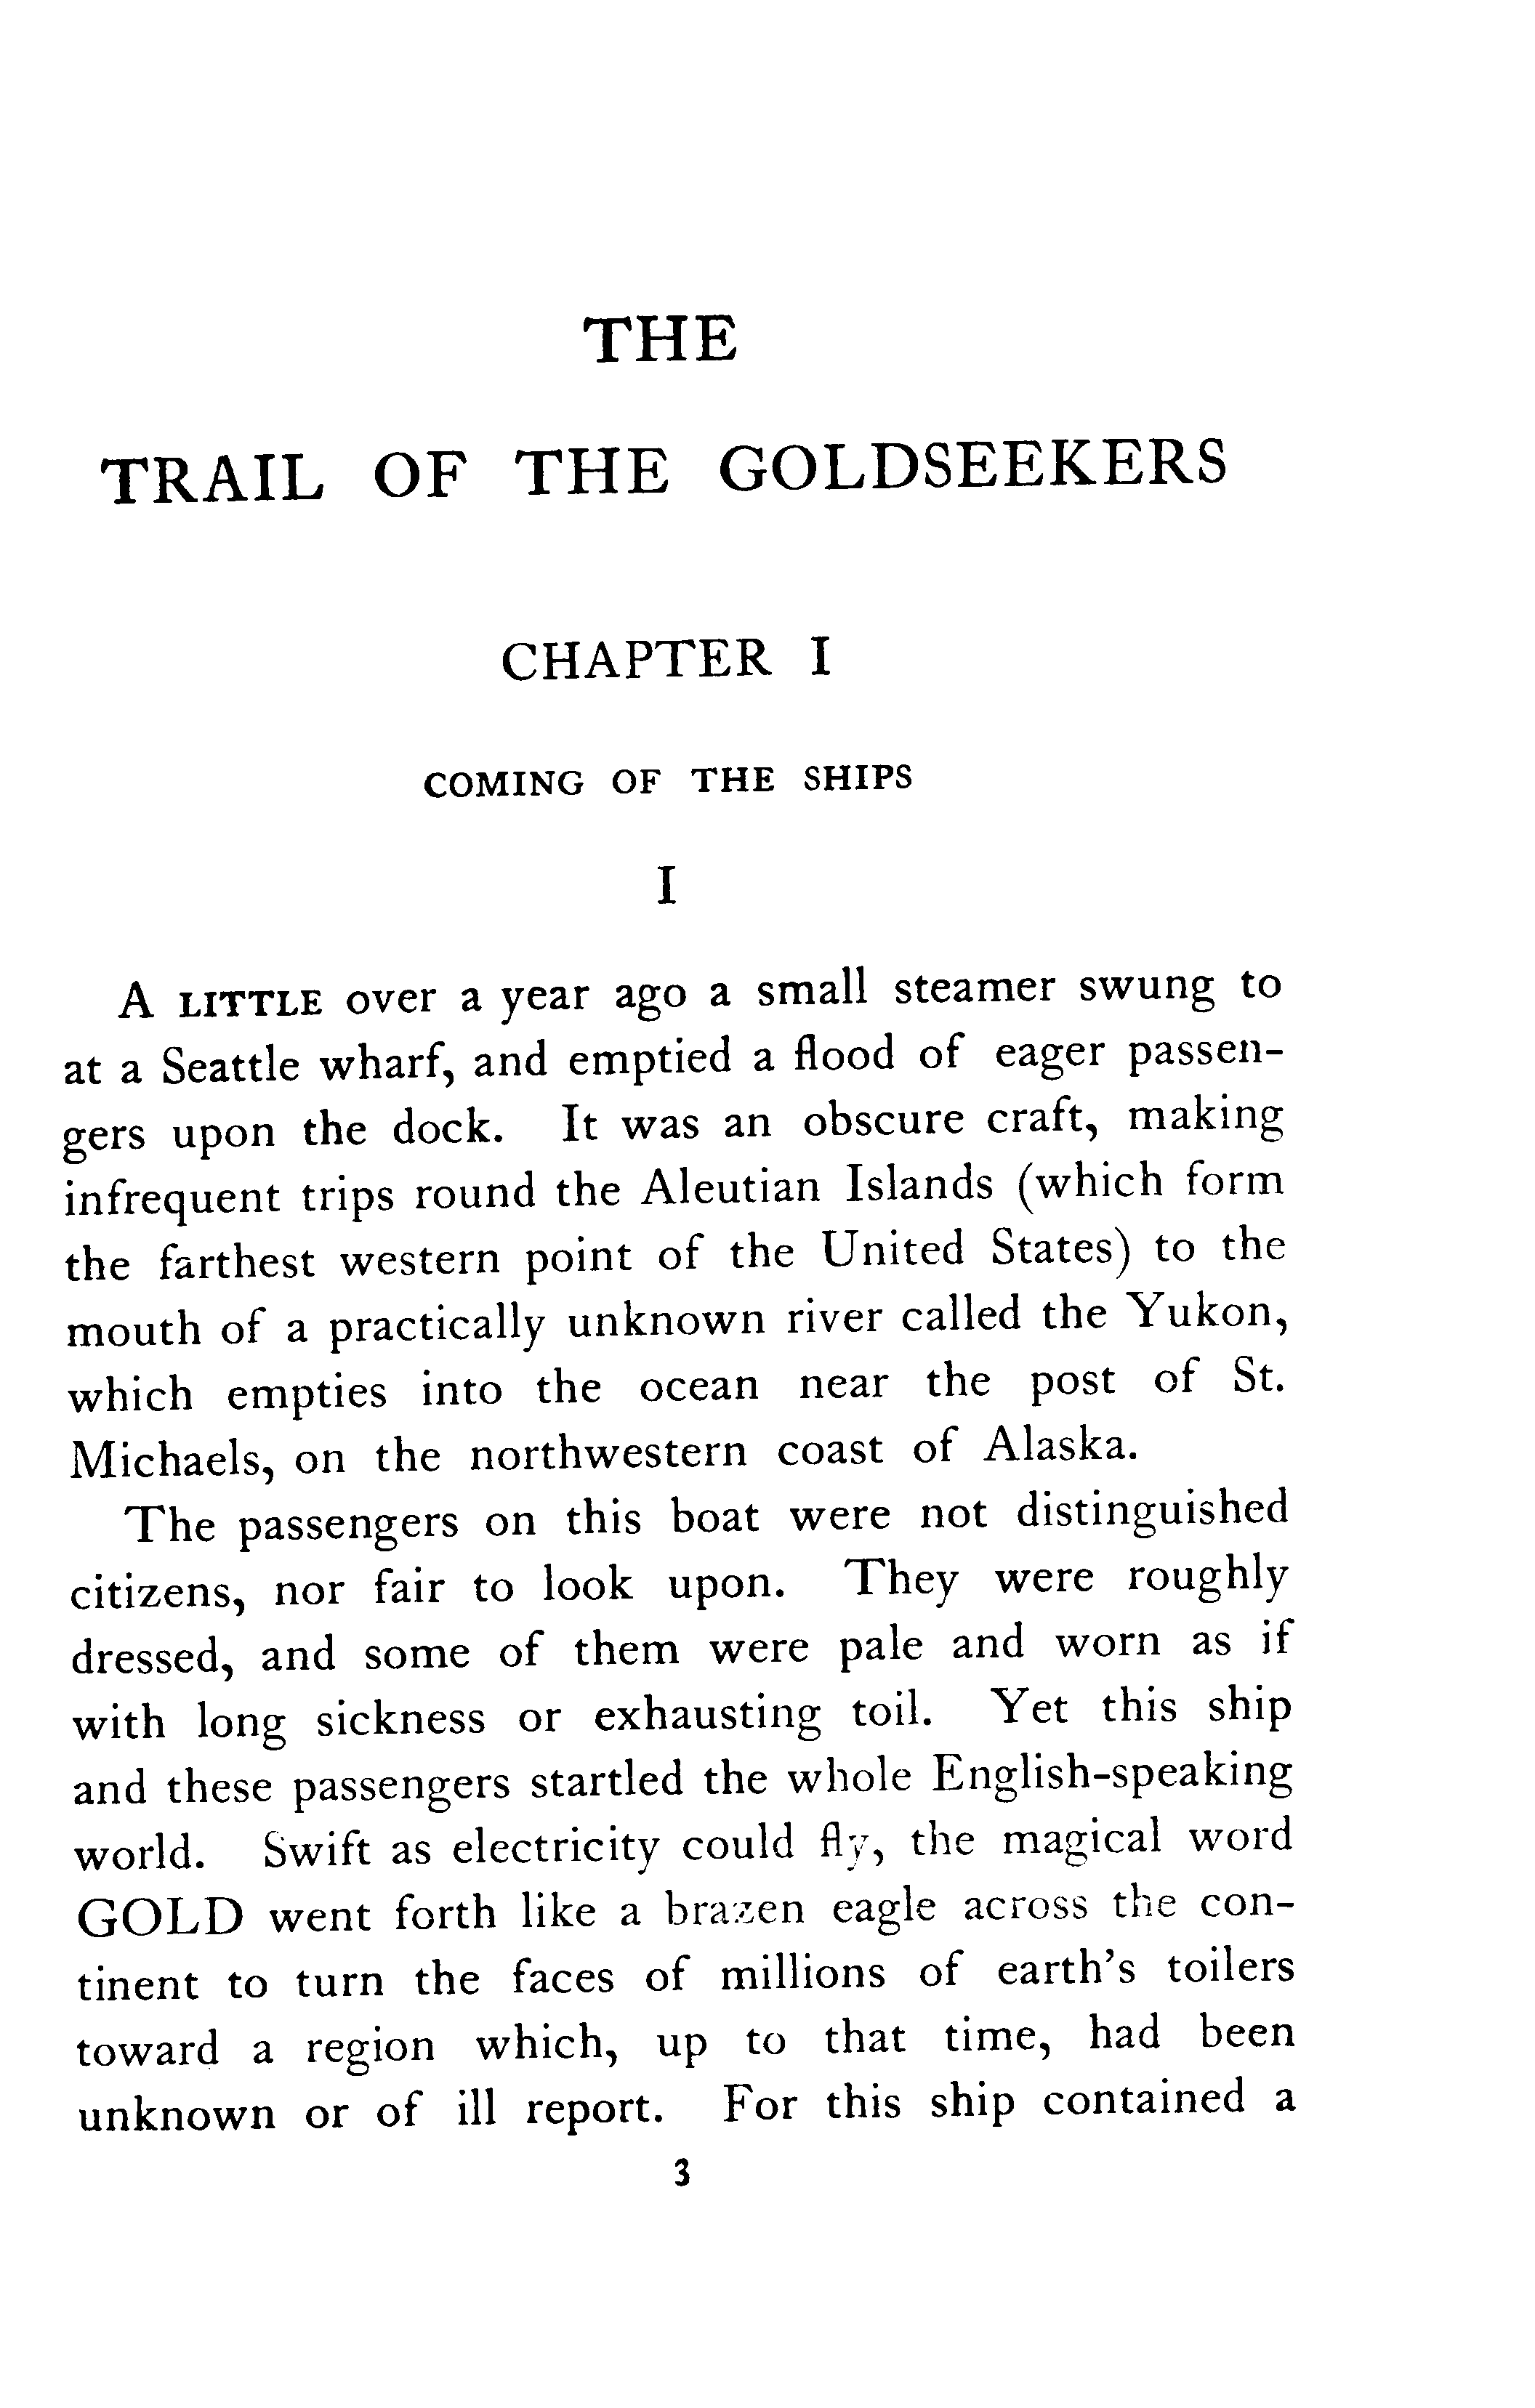 THE
TRAIL OF THE GOLDSEEKERS
CHAPTER I
COMING OF THE SHIPS
I
A LITTLE over a year ago a small steamer swung to
at a Seattle wharf, and emptied a flood of eager passen-
gers upon the dock. It was an obscure craft, making
infrequent trips round the Aleutian Islands (which form
the farthest western point of the United States) to the
mouth of a practically unknown river called the Yukon,
which empties into the ocean near the post of St.
Michaels, on the northwestern coast of Alaska.
The passengers on this boat were not distinguished
citizens, nor fair to look upon. They were roughly
dressed, and some of them were pale and worn as if
with long sickness or exhausting toil. Yet this ship
and these passengers startled the whole English-speaking
world. Swift as electricity could fly, the magical word
GOLD went forth like a brazen eagle across the con-
tinent to turn the faces of millions of earth's toilers
toward a region which, up to that time, had been
unknown or of ill report. For this ship contained a
3